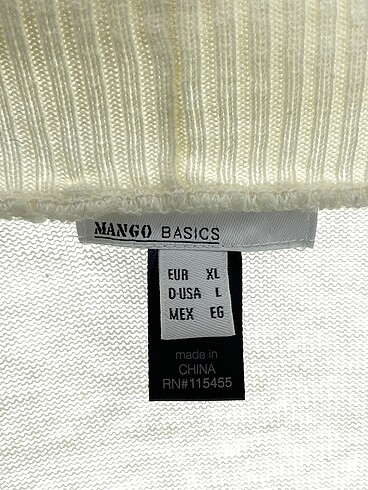 MANGO BASICS
EUR XL
D·USA L
MEX EG
made in
CHINA
RN#115455